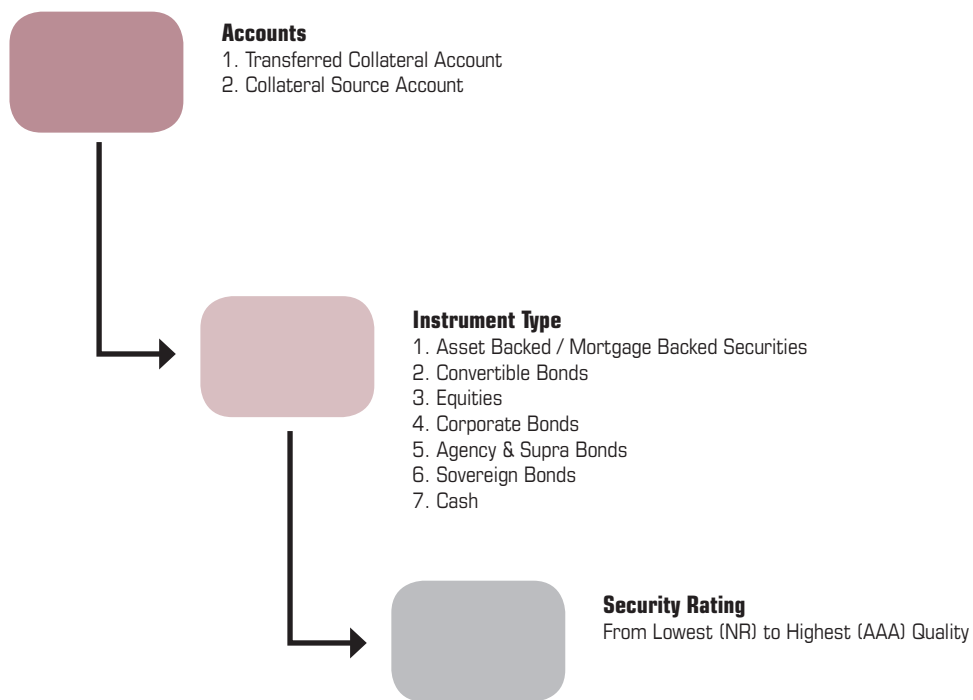 Accounts
1. Transferred Collateral Account
2. Collateral Source Account
Instrument Type
1. Asset Backed / Mortgage Backed Securities
2. Convertible Bonds
3. Equities
4. Corporate Bonds
5. Agency & Supra Bonds
6. Sovereign Bonds
7. Cash
Security Rating
From Lowest (NR) to Highest (AAA) Quality